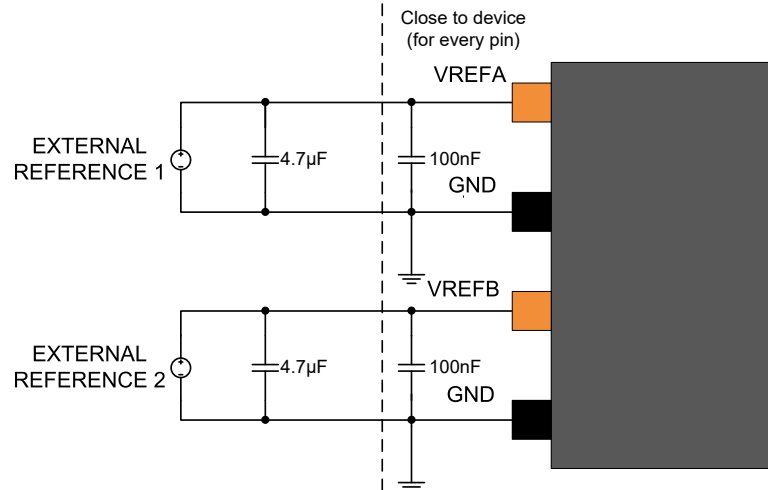 Close to device
(for every pin)
VREFA
EXTERNAL
REFERENCE 1
4.7µF
100nF
GND
VREFB
EXTERNAL
REFERENCE 2
4.7µF
100nF
GND